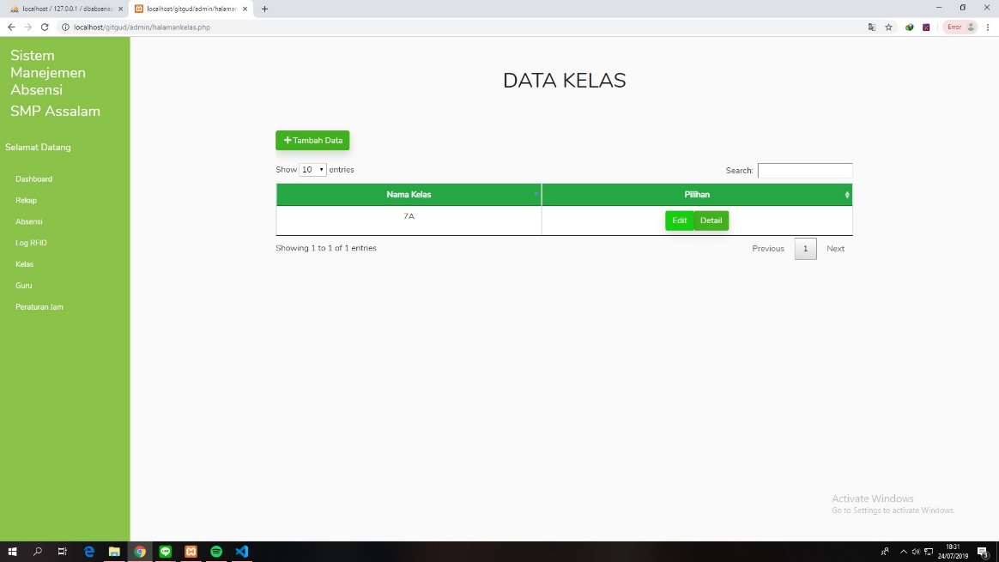 localhost / 127.0.0.1 / dbabsenas
localhost/gitgud/admin/halaman
localhost/gitgud/admin/halamankelas.php
Error
Sistem
Manejemen
Absensi
SMP Assalam
Selamat Datang
Dashboard
Rekap
Absensi
Log RFID
Kelas
Guru
Peraturan Jam
DATA KELAS
Tambah Data
Show 10 entries
Search:
Nama Kelas Pilihan
7A Edit Detail
Showing 1 to 1 of 1 entries
Previous 1 Next
Activate Windows
Go to Settings to activate Windows.
18:31
24/07/2019
3